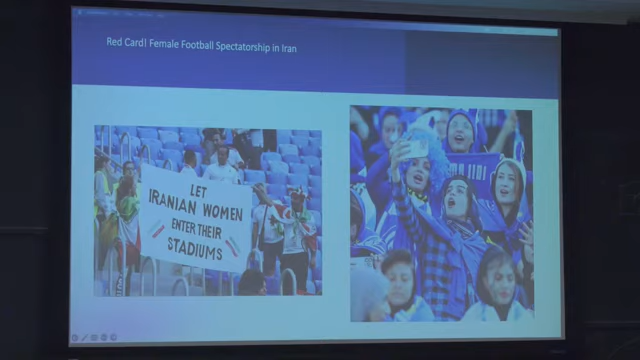 Red Card! Female Football Spectatorship in Iran
LET
IRANIAN WOMEN
ENTER THEIR
STADIUMS